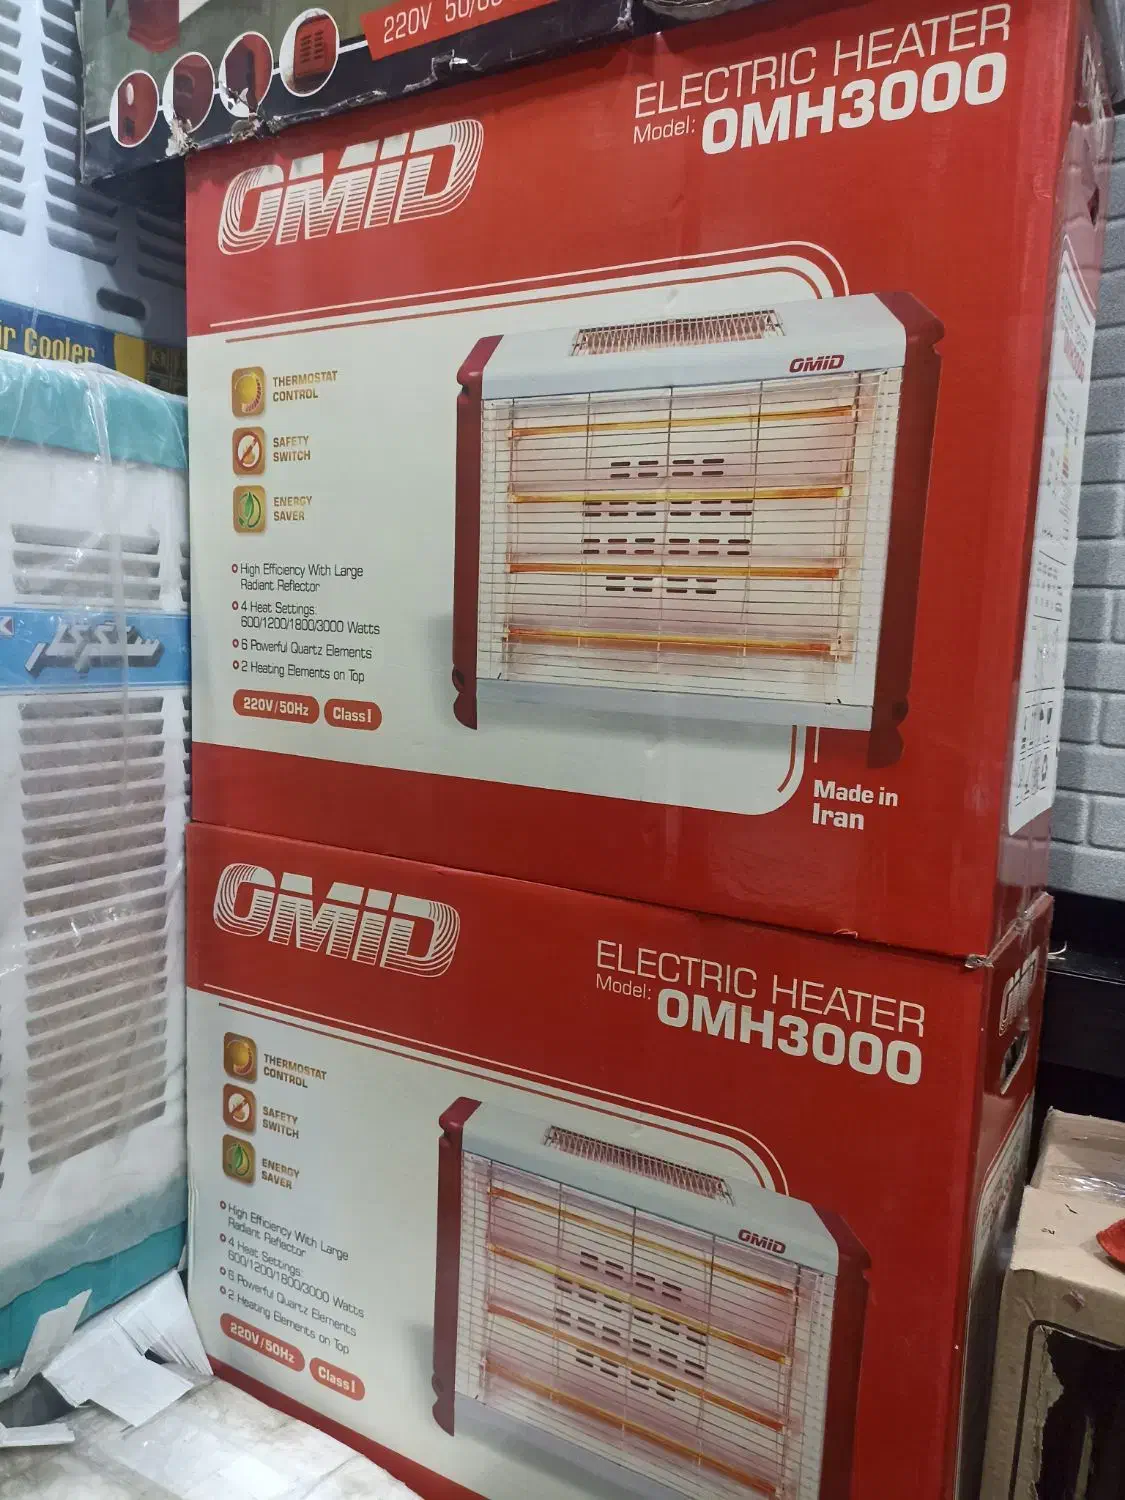 220V 50/60
ELECTRIC HEATER
Model: OMH3000
OMID
OMID
THERMOSTAT
CONTROL
SAFETY
SWITCH
ENERGY
SAVER
High Efficiency With Large
Radiant Reflector
4 Heat Settings:
600/1200/1800/3000 Watts
6 Powerful Quartz Elements
2 Heating Elements on Top
220V/50Hz Class I
Made in
Iran
ir Cooler
OMID
ELECTRIC HEATER
Model: OMH3000
OMID
THERMOSTAT
CONTROL
SAFETY
SWITCH
ENERGY
SAVER
High Efficiency With Large
Radiant Reflector
4 Heat Settings:
600/1200/1800/3000 Watts
6 Powerful Quartz Elements
2 Heating Elements on Top
220V/50Hz Class I
OMID